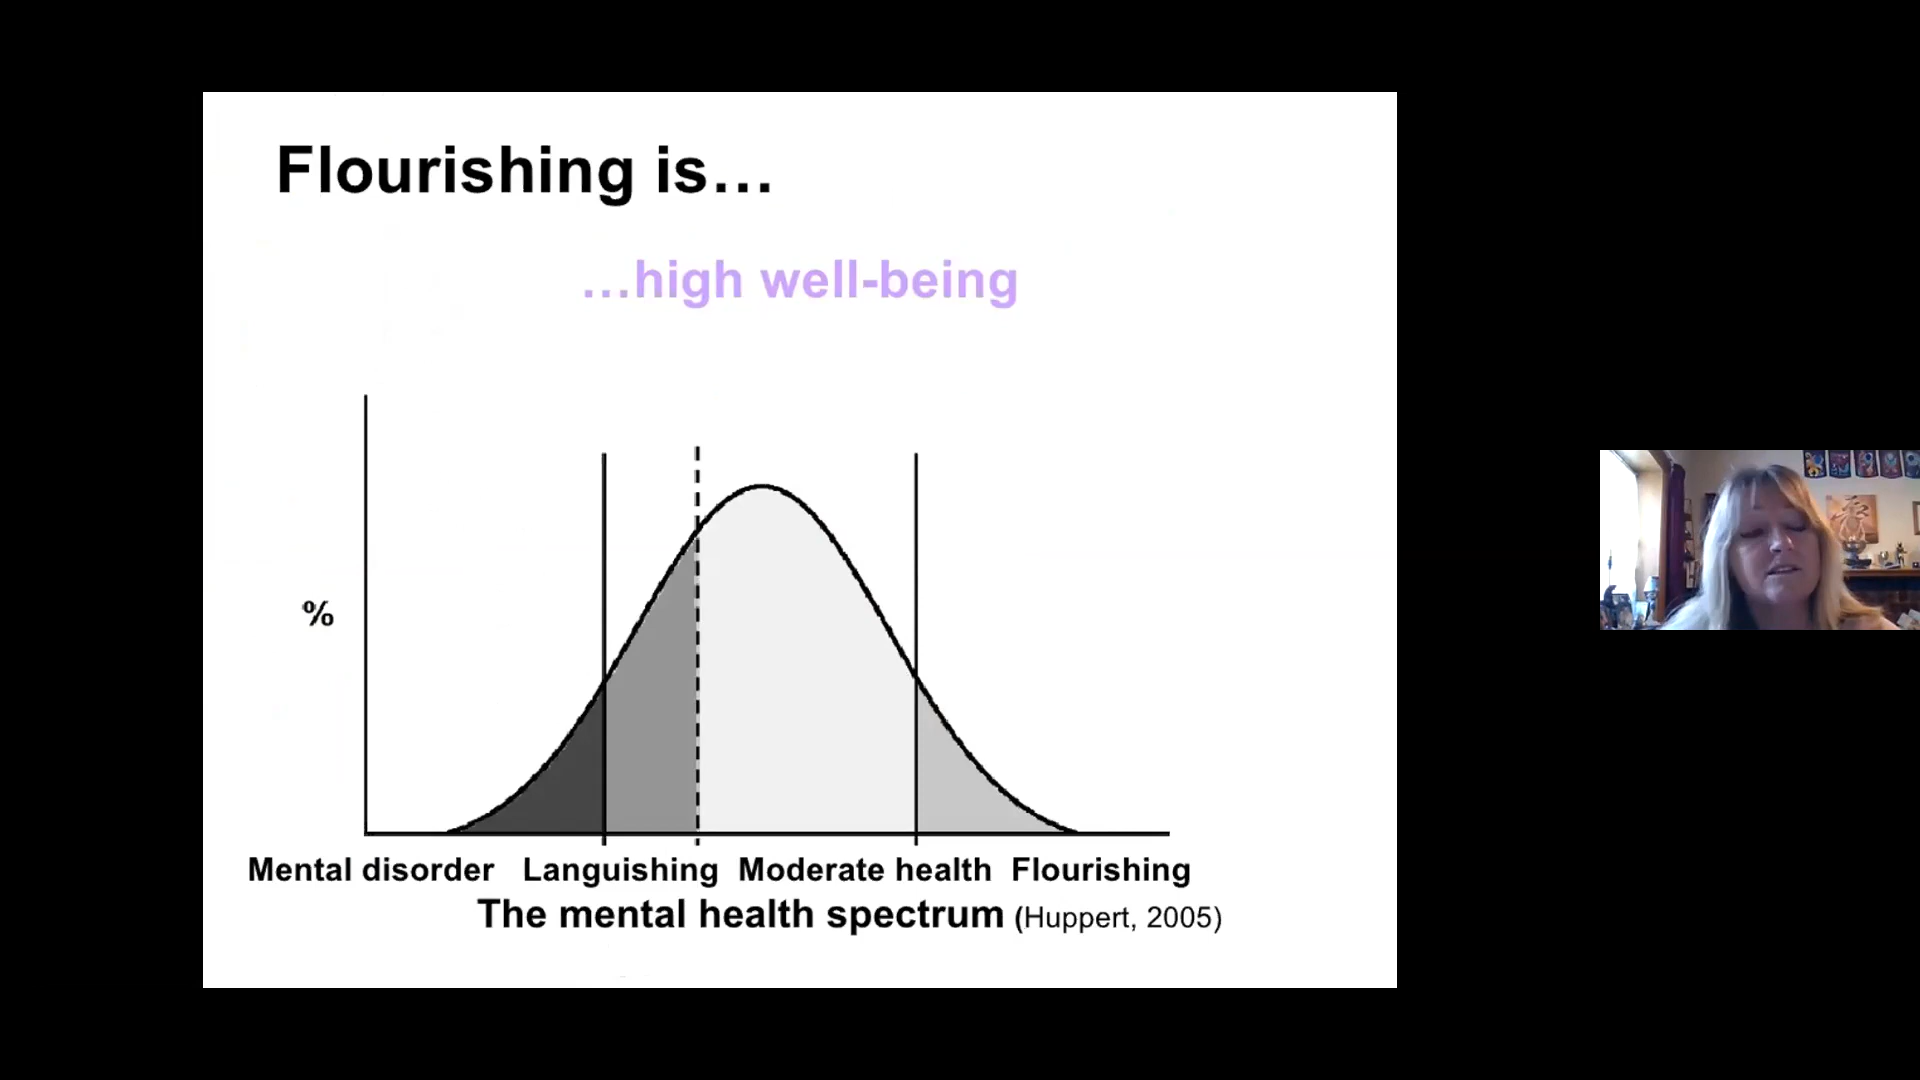 Flourishing is…
…high well-being
%
Mental disorder Languishing Moderate health Flourishing
The mental health spectrum (Huppert, 2005)